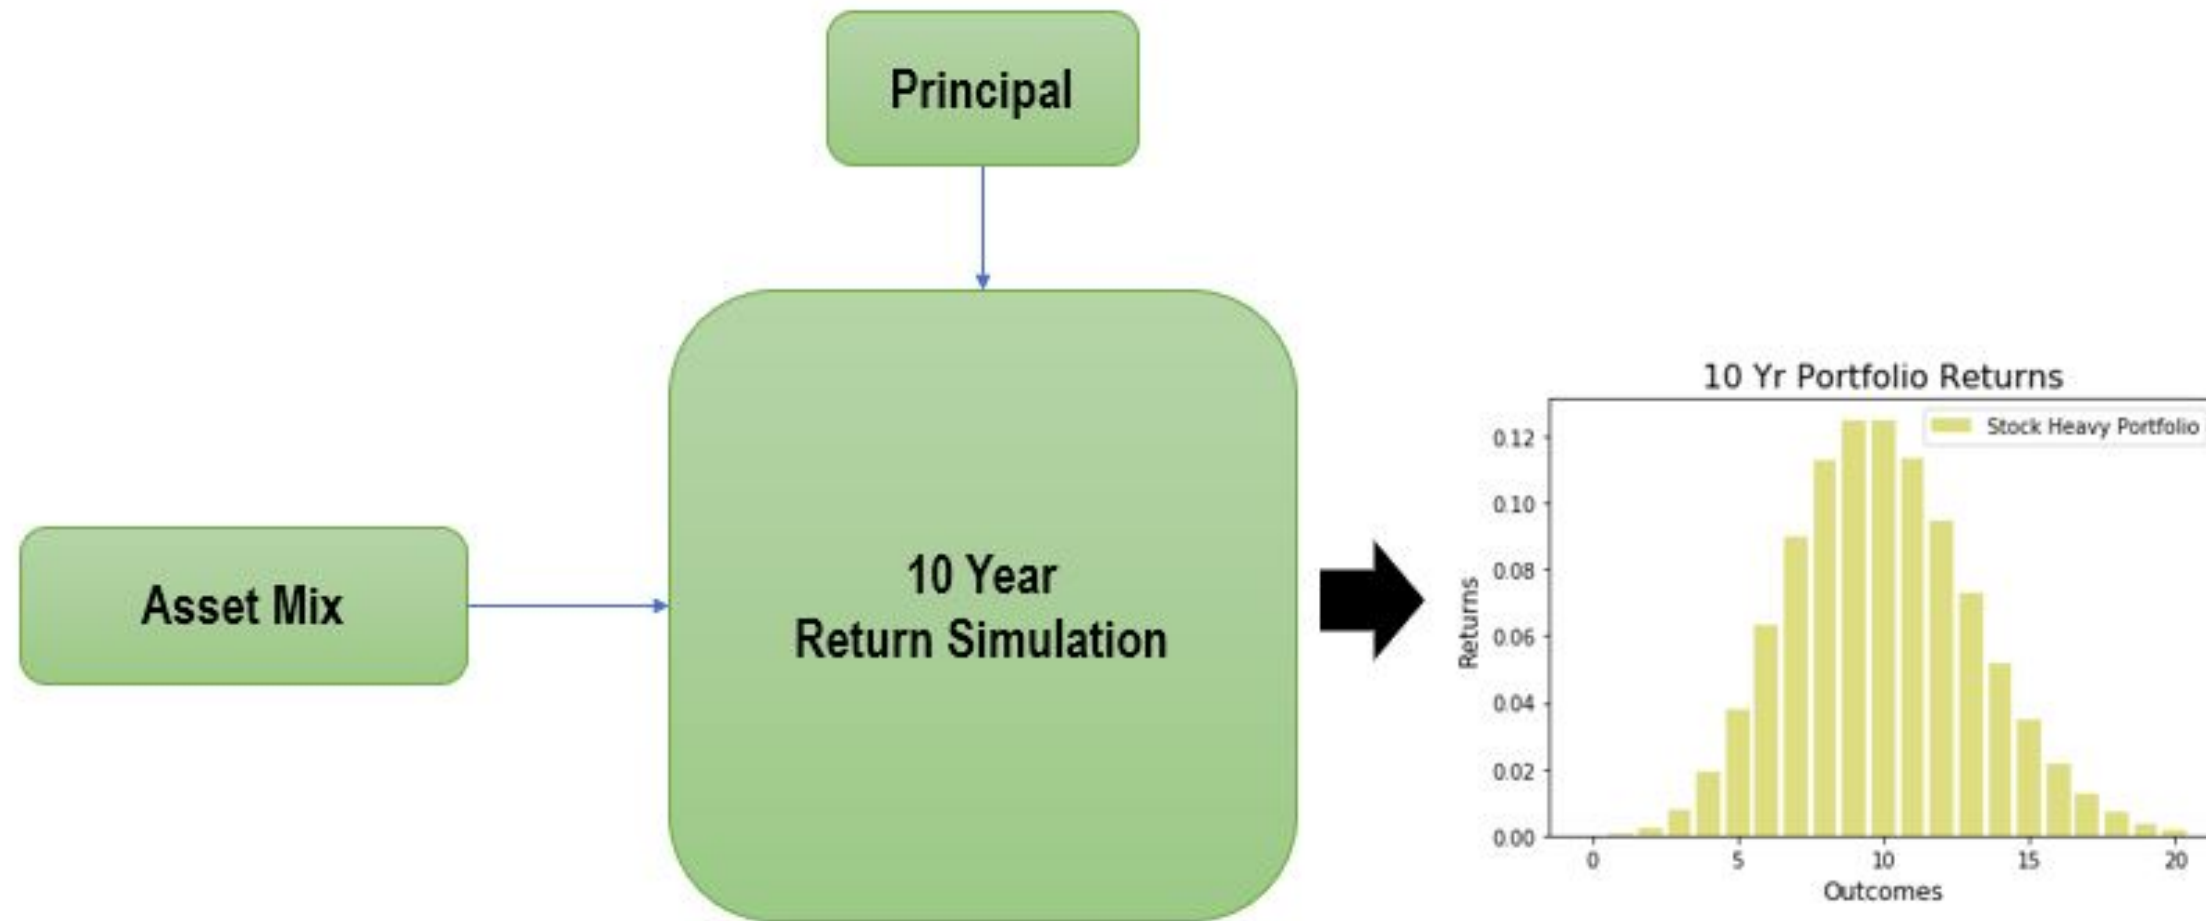 Principal
Asset Mix
10 Year
Return Simulation
10 Yr Portfolio Returns
Stock Heavy Portfolio
Returns
0.12
0.10
0.08
0.06
0.04
0.02
0.00
0 5 10 15 20
Outcomes